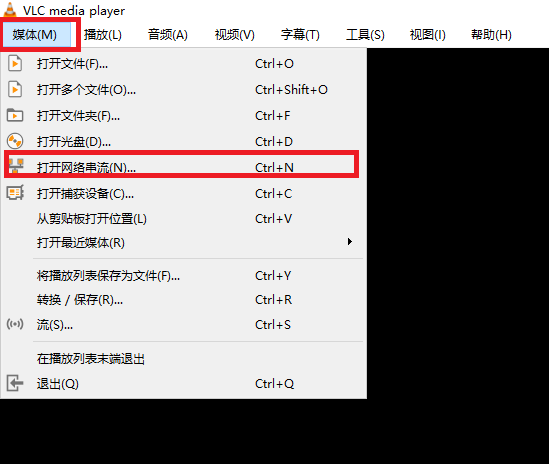 VLC media player
媒体(M) 播放(L) 音频(A) 视频(V) 字幕(T) 工具(S) 视图(I) 帮助(H)
打开文件(F)... Ctrl+O
打开多个文件(O)... Ctrl+Shift+O
打开文件夹(F)... Ctrl+F
打开光盘(D)... Ctrl+D
打开网络串流(N)... Ctrl+N
打开捕获设备(C)... Ctrl+C
从剪贴板打开位置(L) Ctrl+V
打开最近媒体(R)
将播放列表保存为文件(F)... Ctrl+Y
转换 / 保存(R)... Ctrl+R
流(S)... Ctrl+S
在播放列表末端退出
退出(Q) Ctrl+Q